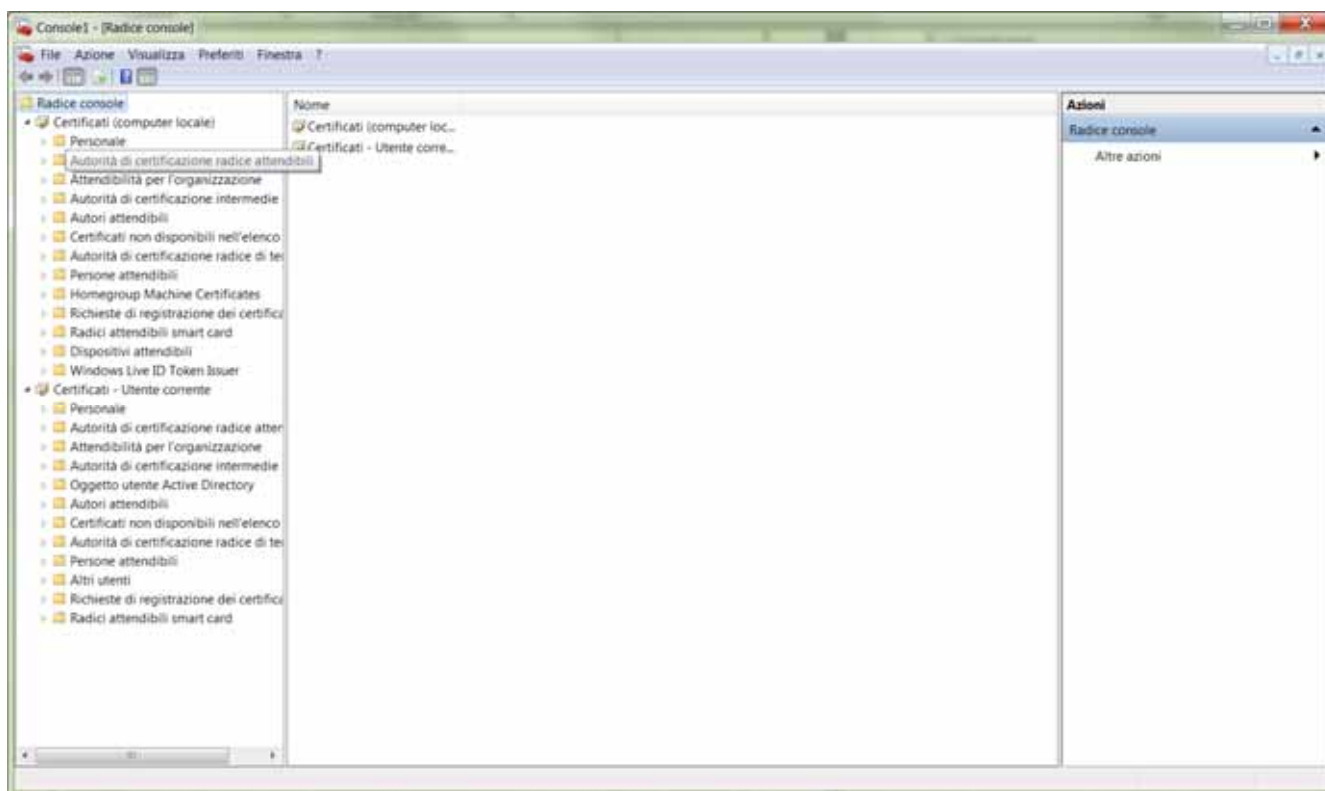 Console1 - [Radice console]
File Azione Visualizza Preferiti Finestra ?
Radice console
Certificati (computer locale)
Personale
Autorità di certificazione radice attendibili
Attendibilità per l'organizzazione
Autorità di certificazione intermedie
Autori attendibili
Certificati non disponibili nell'elenco
Autorità di certificazione radice di te
Persone attendibili
Homegroup Machine Certificates
Richieste di registrazione dei certifica
Radici attendibili smart card
Dispositivi attendibili
Windows Live ID Token Issuer
Certificati - Utente corrente
Personale
Autorità di certificazione radice atten
Attendibilità per l'organizzazione
Autorità di certificazione intermedie
Oggetto utente Active Directory
Autori attendibili
Certificati non disponibili nell'elenco
Autorità di certificazione radice di te
Persone attendibili
Altri utenti
Richieste di registrazione dei certifica
Radici attendibili smart card
Nome
Certificati (computer loc...
Certificati - Utente corre...
Azioni
Radice console
Altre azioni